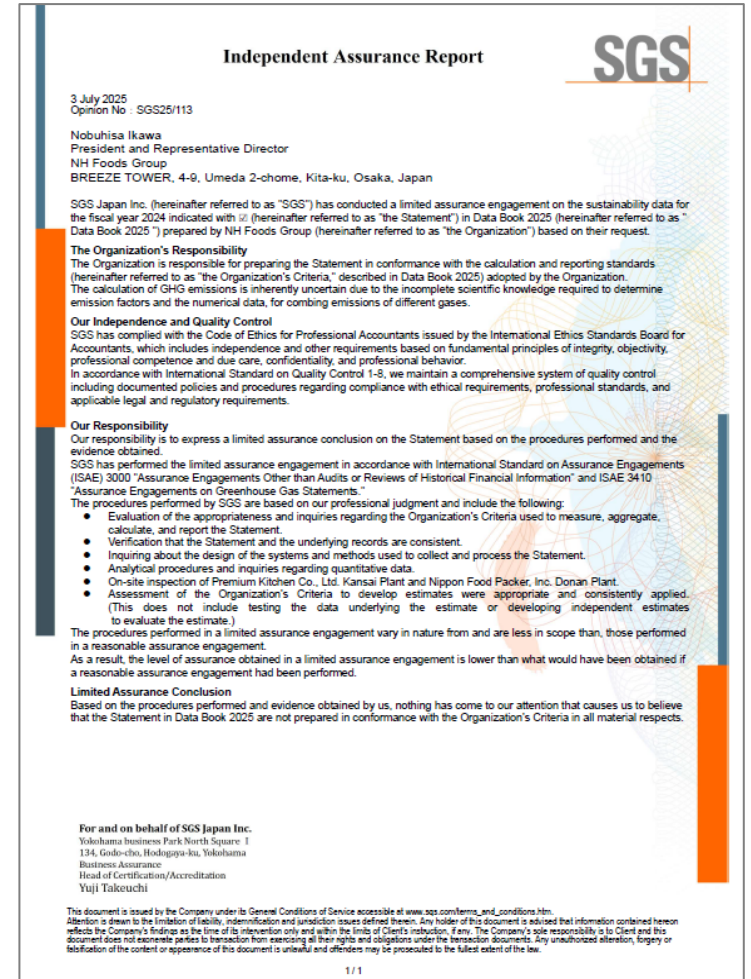 Independent Assurance Report
SGS
3 July 2025
Opinion No : SGS25/113
Nobuhisa Ikawa
President and Representative Director
NH Foods Group
BREEZE TOWER, 4-9, Umeda 2-chome, Kita-ku, Osaka, Japan
SGS Japan Inc. (hereinafter referred to as "SGS") has conducted a limited assurance engagement on the sustainability data for
the fiscal year 2024 indicated with ☑ (hereinafter referred to as "the Statement") in Data Book 2025 (hereinafter referred to as "
Data Book 2025 ") prepared by NH Foods Group (hereinafter referred to as "the Organization") based on their request.
The Organization's Responsibility
The Organization is responsible for preparing the Statement in conformance with the calculation and reporting standards
(hereinafter referred to as "the Organization's Criteria," described in Data Book 2025) adopted by the Organization.
The calculation of GHG emissions is inherently uncertain due to the incomplete scientific knowledge required to determine
emission factors and the numerical data, for combing emissions of different gases.
Our Independence and Quality Control
SGS has complied with the Code of Ethics for Professional Accountants issued by the International Ethics Standards Board for
Accountants, which includes independence and other requirements based on fundamental principles of integrity, objectivity,
professional competence and due care, confidentiality, and professional behavior.
In accordance with International Standard on Quality Control 1-8, we maintain a comprehensive system of quality control
including documented policies and procedures regarding compliance with ethical requirements, professional standards, and
applicable legal and regulatory requirements.
Our Responsibility
Our responsibility is to express a limited assurance conclusion on the Statement based on the procedures performed and the
evidence obtained.
SGS has performed the limited assurance engagement in accordance with International Standard on Assurance Engagements
(ISAE) 3000 "Assurance Engagements Other than Audits or Reviews of Historical Financial Information" and ISAE 3410
"Assurance Engagements on Greenhouse Gas Statements."
The procedures performed by SGS are based on our professional judgment and include the following:
● Evaluation of the appropriateness and inquiries regarding the Organization's Criteria used to measure, aggregate,
calculate, and report the Statement.
● Verification that the Statement and the underlying records are consistent.
● Inquiring about the design of the systems and methods used to collect and process the Statement.
● Analytical procedures and inquiries regarding quantitative data.
● On-site inspection of Premium Kitchen Co., Ltd. Kansai Plant and Nippon Food Packer, Inc. Donan Plant.
● Assessment of the Organization's Criteria to develop estimates were appropriate and consistently applied.
(This does not include testing the data underlying the estimate or developing independent estimates
to evaluate the estimate.)
The procedures performed in a limited assurance engagement vary in nature from and are less in scope than, those performed
in a reasonable assurance engagement.
As a result, the level of assurance obtained in a limited assurance engagement is lower than what would have been obtained if
a reasonable assurance engagement had been performed.
Limited Assurance Conclusion
Based on the procedures performed and evidence obtained by us, nothing has come to our attention that causes us to believe
that the Statement in Data Book 2025 are not prepared in conformance with the Organization's Criteria in all material respects.
For and on behalf of SGS Japan Inc.
Yokohama business Park North Square I
134, Godo-cho, Hodogaya-ku, Yokohama
Business Assurance
Head of Certification/Accreditation
Yuji Takeuchi
This document is issued by the Company under its General Conditions of Service accessible at www.sgs.com/terms_and_conditions.htm.
Attention is drawn to the limitation of liability, indemnification and jurisdiction issues defined therein. Any holder of this document is advised that information contained hereon
reflects the Company's findings as the time of its intervention only and within the limits of Client's instruction, if any. The Company's sole responsibility is to Client and this
document does not exonerate parties to transaction from exercising all their rights and obligations under the transaction documents. Any unauthorized alteration, forgery or
falsification of the content or appearance of this document is unlawful and offenders may be prosecuted to the fullest extent of the law.
1/1